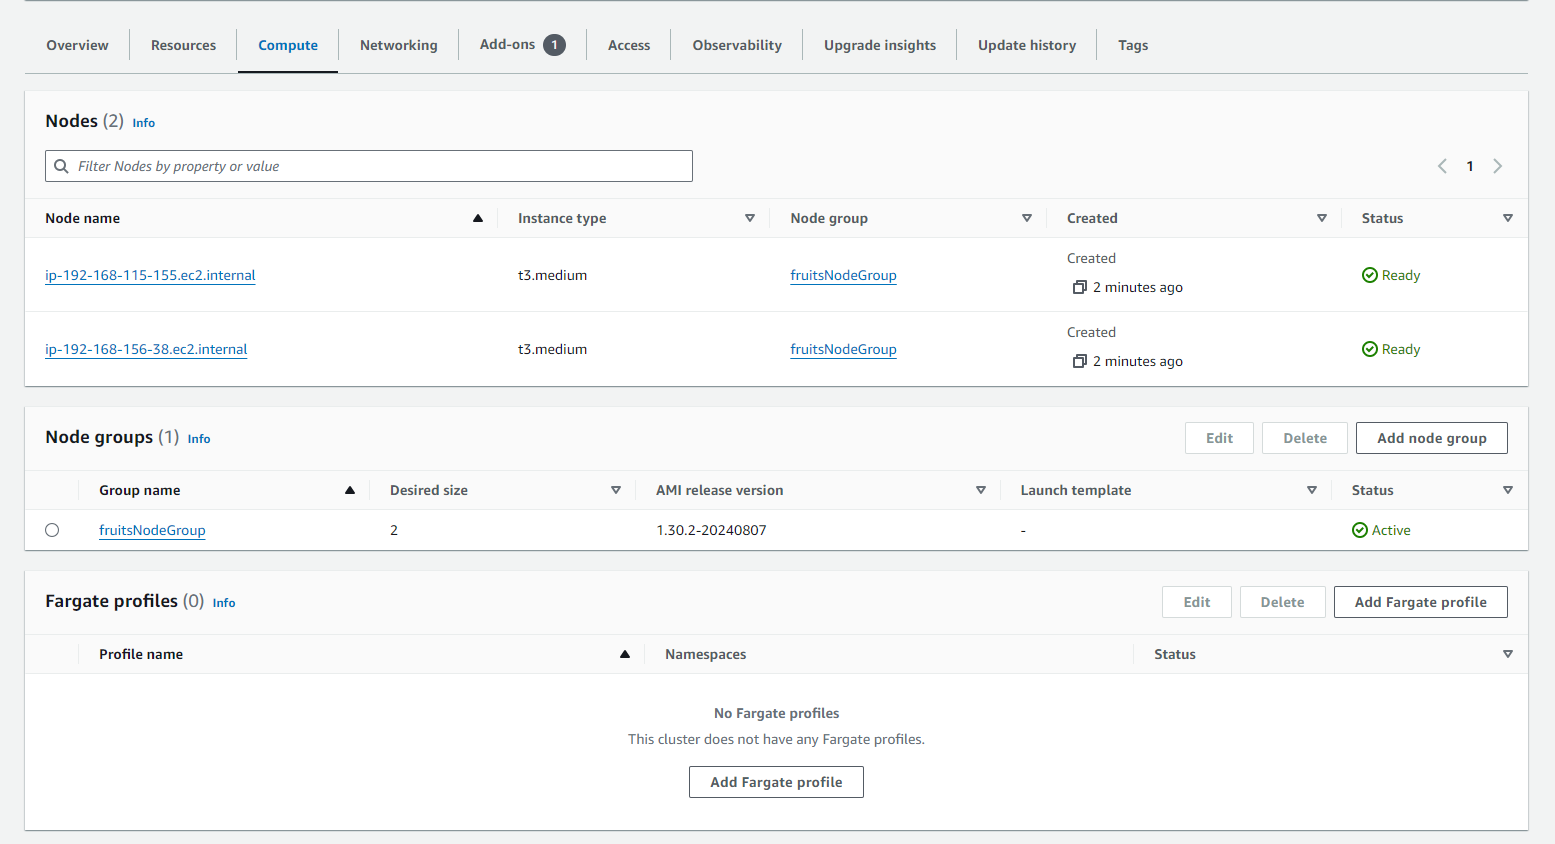 Overview Resources Compute Networking Add-ons 1 Access Observability Upgrade insights Update history Tags
Nodes (2) Info
Filter Nodes by property or value
1
Node name Instance type Node group Created Status
Created
ip-192-168-115-155.ec2.internal t3.medium fruitsNodeGroup 2 minutes ago Ready
Created
ip-192-168-156-38.ec2.internal t3.medium fruitsNodeGroup 2 minutes ago Ready
Node groups (1) Info Edit Delete Add node group
Group name Desired size AMI release version Launch template Status
fruitsNodeGroup 2 1.30.2-20240807 - Active
Fargate profiles (0) Info Edit Delete Add Fargate profile
Profile name Namespaces Status
No Fargate profiles
This cluster does not have any Fargate profiles.
Add Fargate profile